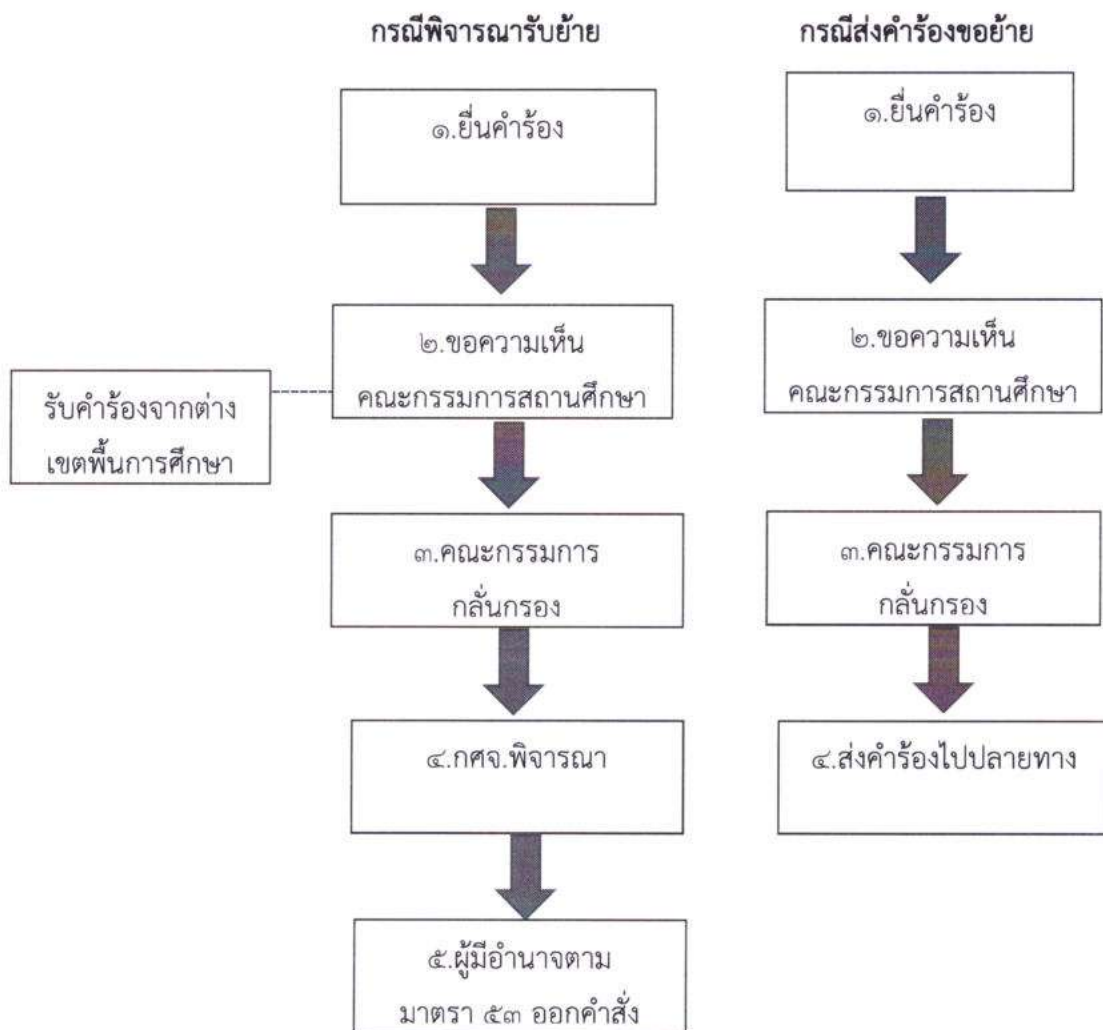 กรณีพิจารณารับย้าย
๑.ยื่นคำร้อง
๒.ขอความเห็น
คณะกรรมการสถานศึกษา
รับคำร้องจากต่าง
เขตพื้นการศึกษา
๓.คณะกรรมการ
กลั่นกรอง
๔.กศจ.พิจารณา
๕.ผู้มีอำนาจตาม
มาตรา ๕๓ ออกคำสั่ง
กรณีส่งคำร้องขอย้าย
๑.ยื่นคำร้อง
๒.ขอความเห็น
คณะกรรมการสถานศึกษา
๓.คณะกรรมการ
กลั่นกรอง
๔.ส่งคำร้องไปปลายทาง